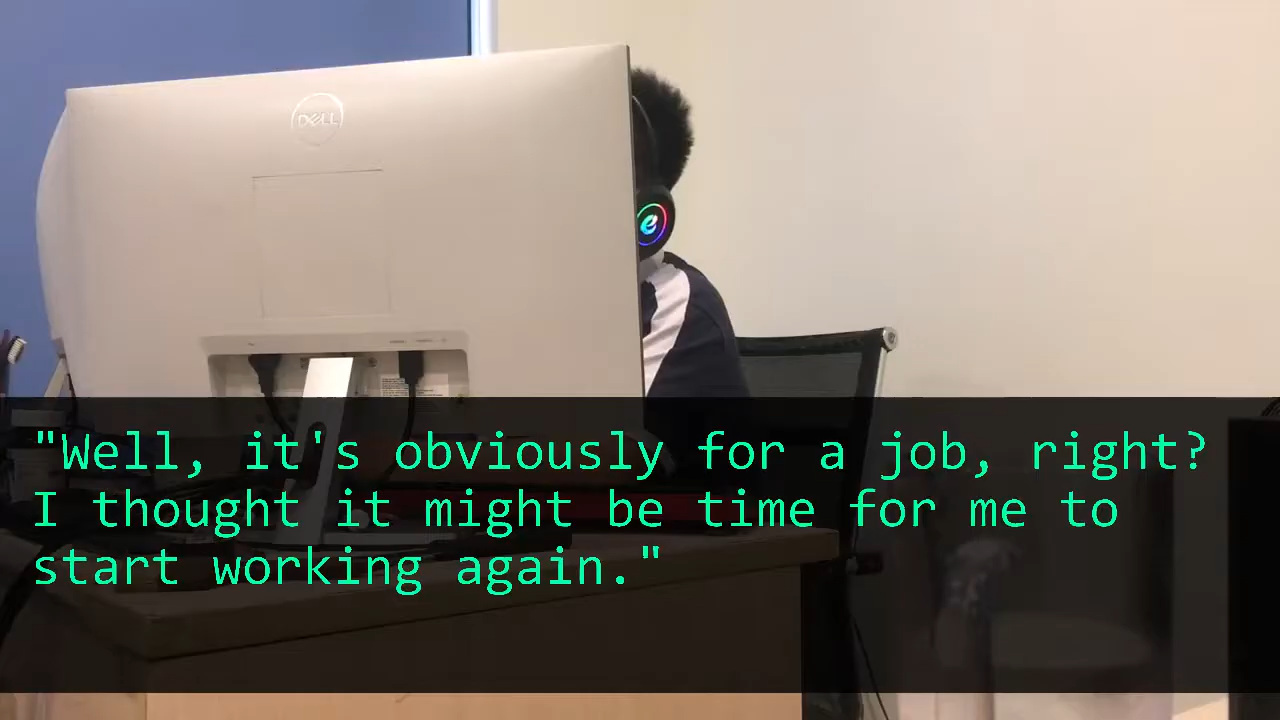 DELL
e
"Well, it's obviously for a job, right?
I thought it might be time for me to
start working again."